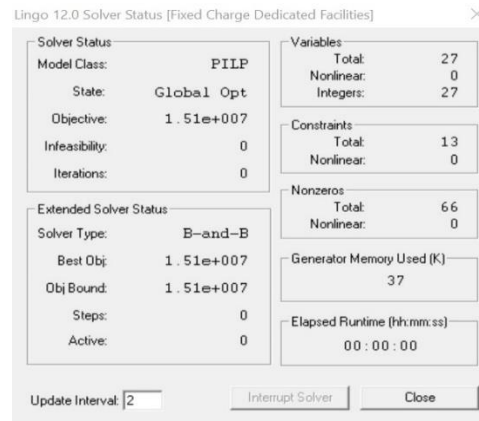 Lingo 12.0 Solver Status [Fixed Charge Dedicated Facilities]
Solver Status
Model Class: PILP
State: Global Opt
Objective: 1.51e+007
Infeasibility: 0
Iterations: 0
Extended Solver Status
Solver Type: B-and-B
Best Obj: 1.51e+007
Obj Bound: 1.51e+007
Steps: 0
Active: 0
Update Interval: 2
Variables
Total: 27
Nonlinear: 0
Integers: 27
Constraints
Total: 13
Nonlinear: 0
Nonzeros
Total: 66
Nonlinear: 0
Generator Memory Used (K)
37
Elapsed Runtime (hh:mm:ss)
00:00:00
Interrupt Solver
Close